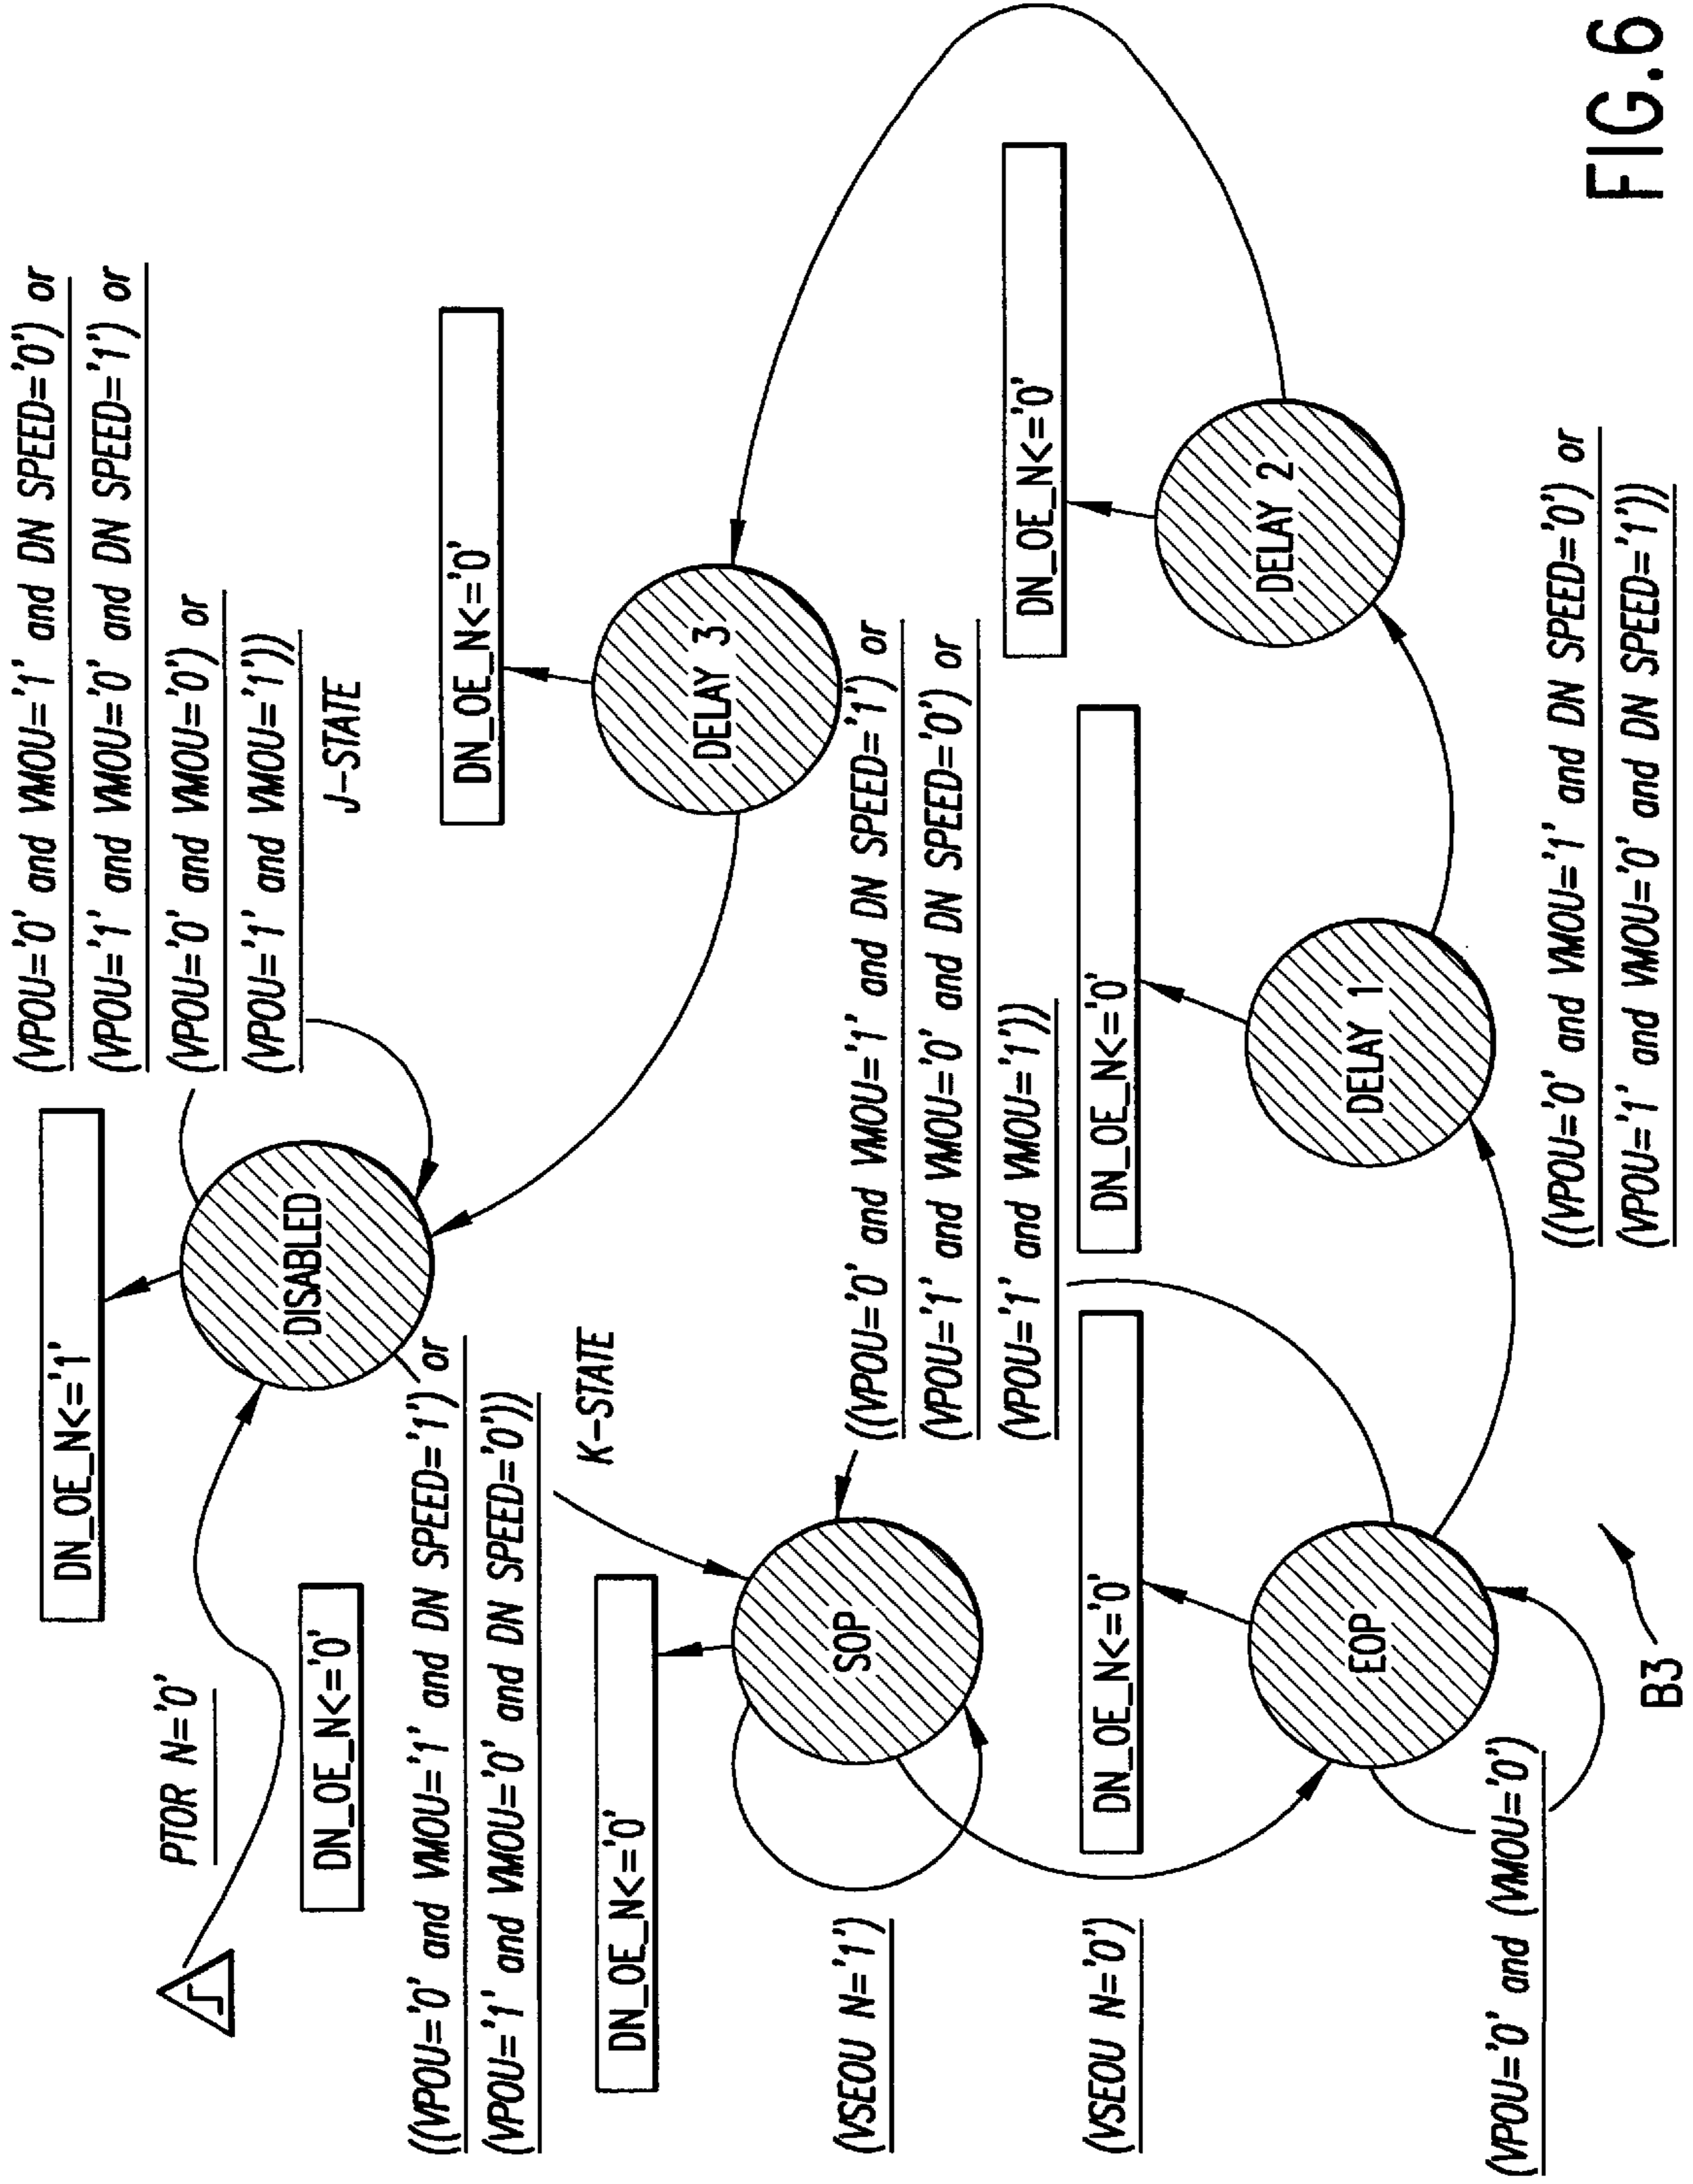 DN_OE_N<='1'
(VPOU='0' and VMOU='1' and DN SPEED='0') or
(VPOU='1' and VMOU='0' and DN SPEED='1') or
(VPOU='0' and VMOU='0') or
(VPOU='1' and VMOU='1'))
J-STATE
PTOR N='0'
DISABLED
DN_OE_N<='0'
((VPOU='0' and VMOU='1' and DN SPEED='1') or
(VPOU='1' and VMOU='0' and DN SPEED='0'))
K-STATE
DN_OE_N<='0'
DELAY 3
DN_OE_N<='0'
SOP
(VSEOU N='1')
((VPOU='0' and VMOU='1' and DN SPEED='1') or
(VPOU='1' and VMOU='0' and DN SPEED='0') or
(VPOU='1' and VMOU='1'))
(VSEOU N='0')
DN_OE_N<='0'
DN_OE_N<='0'
DN_OE_N<='0'
EOP
DELAY 1
DELAY 2
(VPOU='0' and (VMOU='0')
((VPOU='0' and VMOU='1' and DN SPEED='0') or
(VPOU='1' and VMOU='0' and DN SPEED='1'))
B3
FIG.6